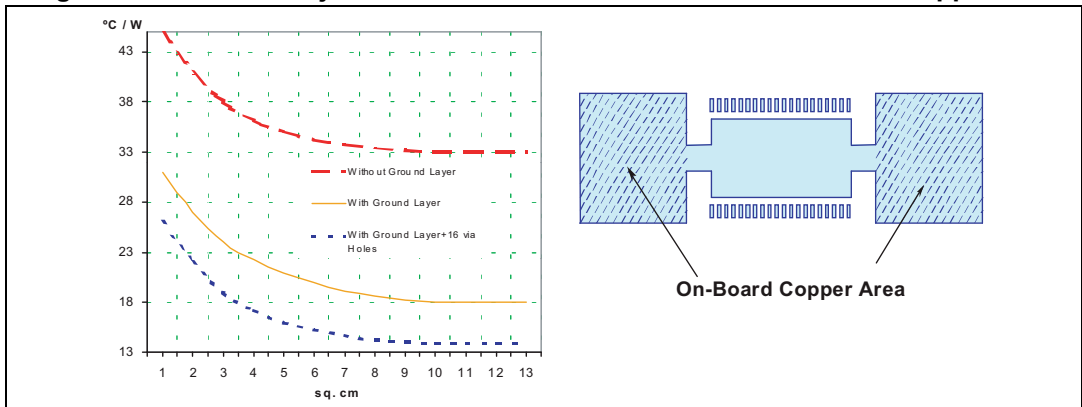 ºC / W
43
38
33
28
23
18
13
Without Ground Layer
With Ground Layer
With Ground Layer+16 via
Holes
1 2 3 4 5 6 7 8 9 10 11 12 13
sq. cm
On-Board Copper Area